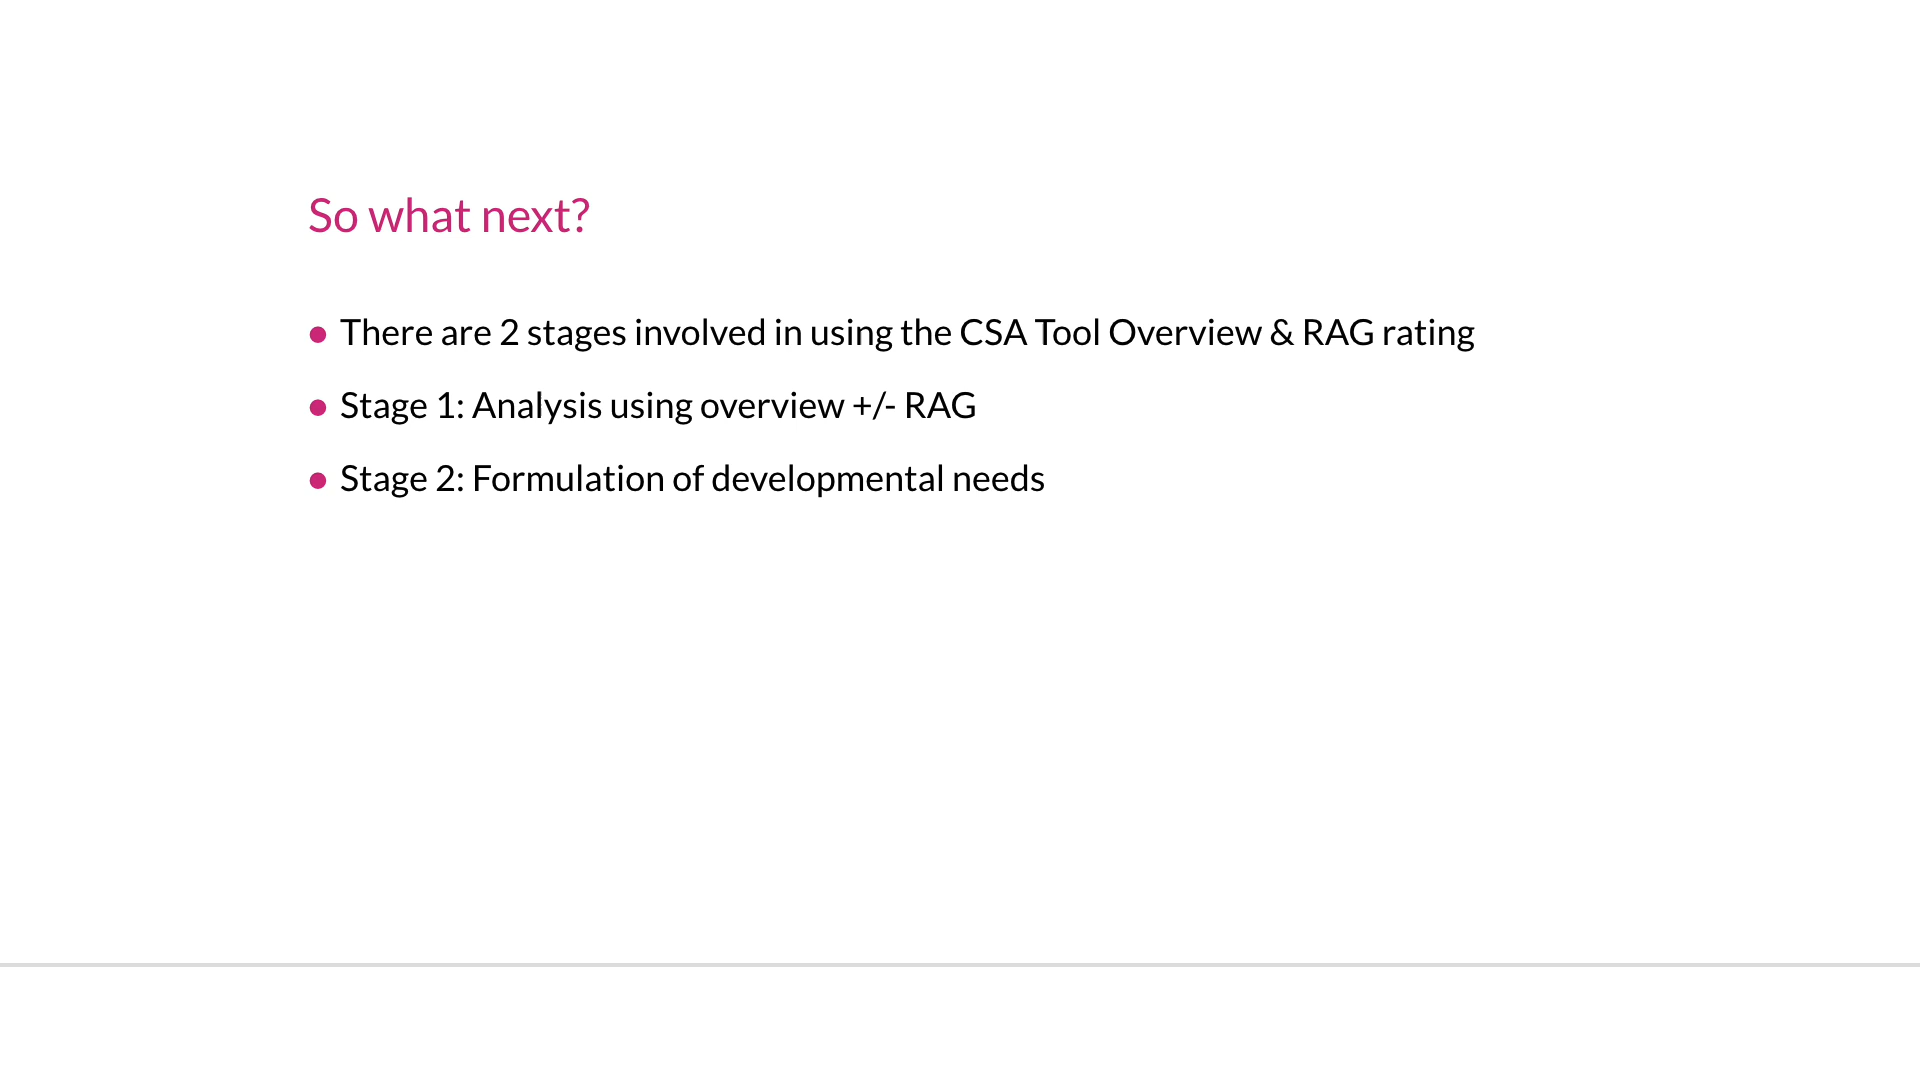 So what next?
• There are 2 stages involved in using the CSA Tool Overview & RAG rating
• Stage 1: Analysis using overview +/- RAG
• Stage 2: Formulation of developmental needs